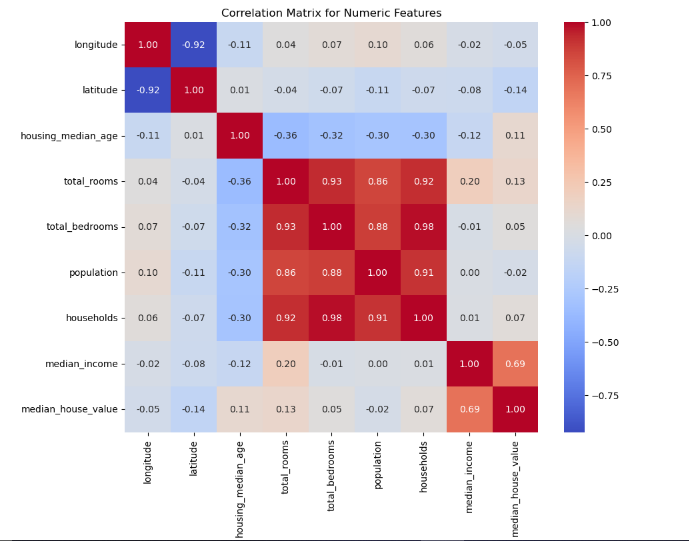 Correlation Matrix for Numeric Features
longitude 1.00 -0.92 -0.11 0.04 0.07 0.10 0.06 -0.02 -0.05
latitude -0.92 1.00 0.01 -0.04 -0.07 -0.11 -0.07 -0.08 -0.14
housing_median_age -0.11 0.01 1.00 -0.36 -0.32 -0.30 -0.30 -0.12 0.11
total_rooms 0.04 -0.04 -0.36 1.00 0.93 0.86 0.92 0.20 0.13
total_bedrooms 0.07 -0.07 -0.32 0.93 1.00 0.88 0.98 -0.01 0.05
population 0.10 -0.11 -0.30 0.86 0.88 1.00 0.91 0.00 -0.02
households 0.06 -0.07 -0.30 0.92 0.98 0.91 1.00 0.01 0.07
median_income -0.02 -0.08 -0.12 0.20 -0.01 0.00 0.01 1.00 0.69
median_house_value -0.05 -0.14 0.11 0.13 0.05 -0.02 0.07 0.69 1.00
longitude
latitude
housing_median_age
total_rooms
total_bedrooms
population
households
median_income
median_house_value
1.00
0.75
0.50
0.25
0.00
−0.25
−0.50
−0.75